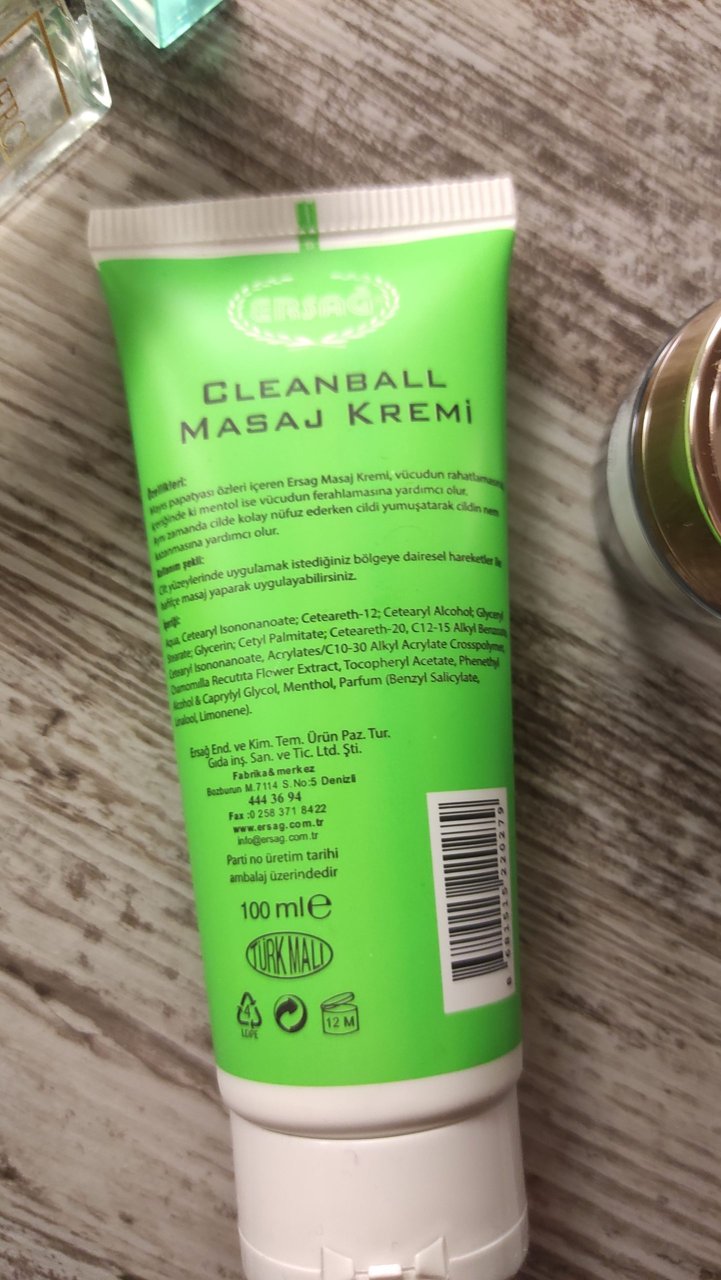 ERSAĞ
CLEANBALL
MASAJ KREMİ
Özellikleri:
Mayıs papatyası özleri içeren Ersag Masaj Kremi, vücudun rahatlamasına
içeriğinde ki mentol ise vücudun ferahlamasına yardımcı olur.
Aynı zamanda cilde kolay nüfuz ederken cildi yumuşatarak cildin nem
kazanmasına yardımcı olur.
Kullanım şekli:
Cilt yüzeylerinde uygulamak istediğiniz bölgeye dairesel hareketler ile
hafifçe masaj yaparak uygulayabilirsiniz.
İçeriği:
Aqua, Cetearyl Isononanoate; Ceteareth-12; Cetearyl Alcohol; Glyceryl
Stearate; Glycerin; Cetyl Palmitate; Ceteareth-20, C12-15 Alkyl Benzoate
Cetearyl Isononanoate, Acrylates/C10-30 Alkyl Acrylate Crosspolymer,
Chamomilla Recutita Flower Extract, Tocopheryl Acetate, Phenethyl
Alcohol & Caprylyl Glycol, Menthol, Parfum (Benzyl Salicylate,
Linalool, Limonene).
Ersağ End. ve Kim. Tem. Ürün Paz. Tur.
Gıda inş. San. ve Tic. Ltd. Şti.
Fabrika&merkez
Bozburun M.7114 S.No:5 Denizli
444 36 94
Fax :0 258 371 8422
www.ersag.com.tr
info@ersag.com.tr
Parti no üretim tarihi
ambalaj üzerindedir
100 ml e
TÜRK MALI
4
LDPE
12 M
8 681515 220279